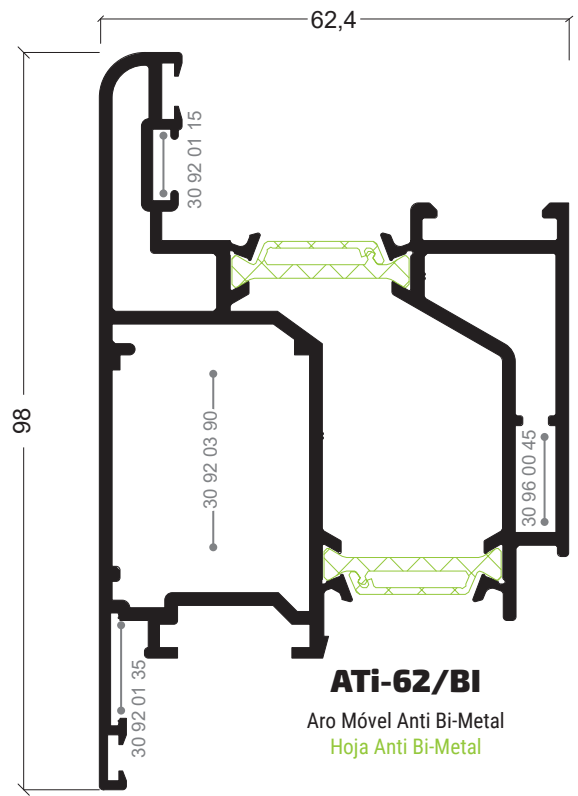 62,4
30 92 01 15
98
30 92 03 90
30 96 00 45
30 92 01 35
ATi-62/BI
Aro Móvel Anti Bi-Metal
Hoja Anti Bi-Metal